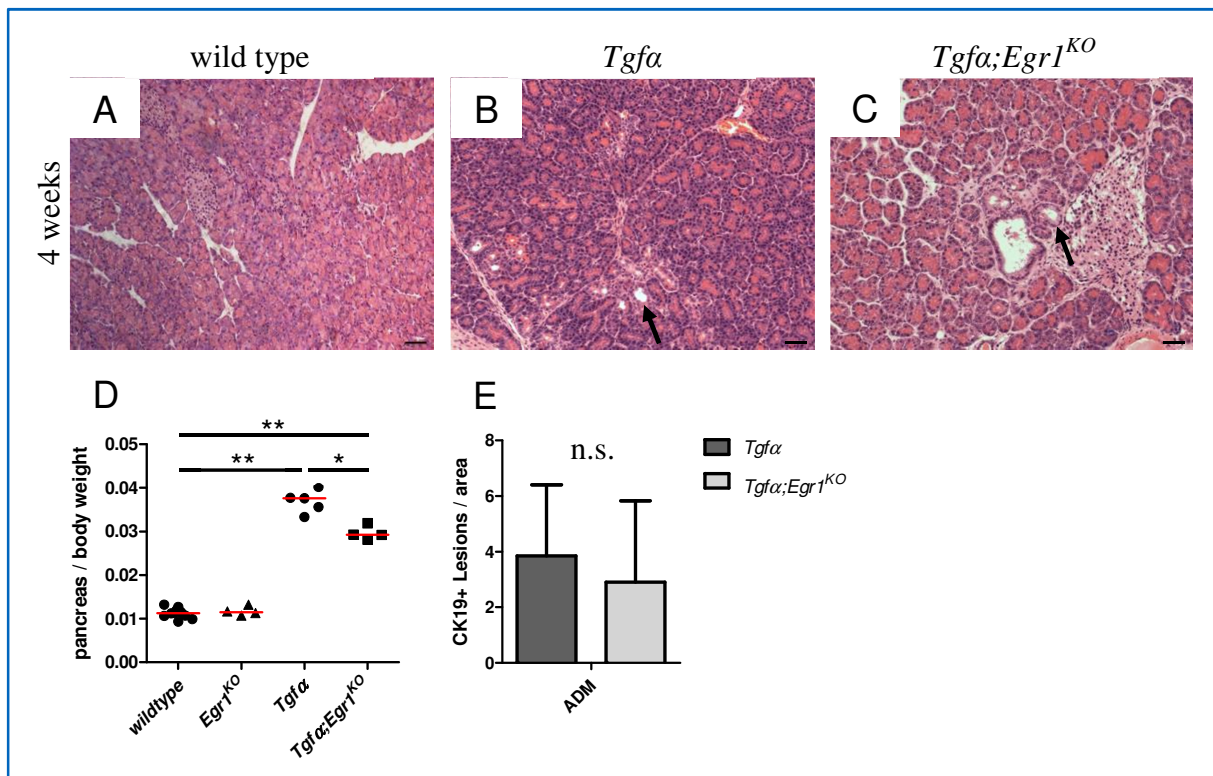 wild type
Tgfα
Tgfα;Egr1KO
4 weeks
A
B
C
D
**
**
*
pancreas / body weight
0.05
0.04
0.03
0.02
0.01
0.00
wildtype
Egr1KO
Tgfα
Tgfα;Egr1KO
E
n.s.
CK19+ Lesions / area
8
6
4
2
0
ADM
Tgfα
Tgfα;Egr1KO